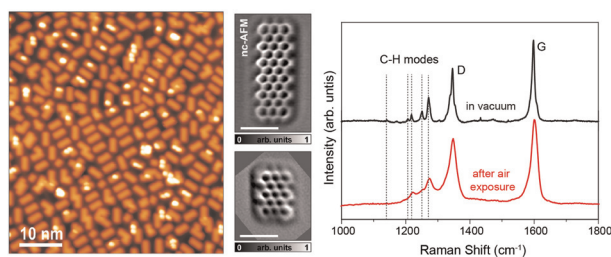 10 nm
nc-AFM
0 arb. units 1
0 arb. units 1
Intensity (arb. untis)
C-H modes
D
G
in vacuum
after air
exposure
1000 1200 1400 1600 1800
Raman Shift (cm⁻¹)